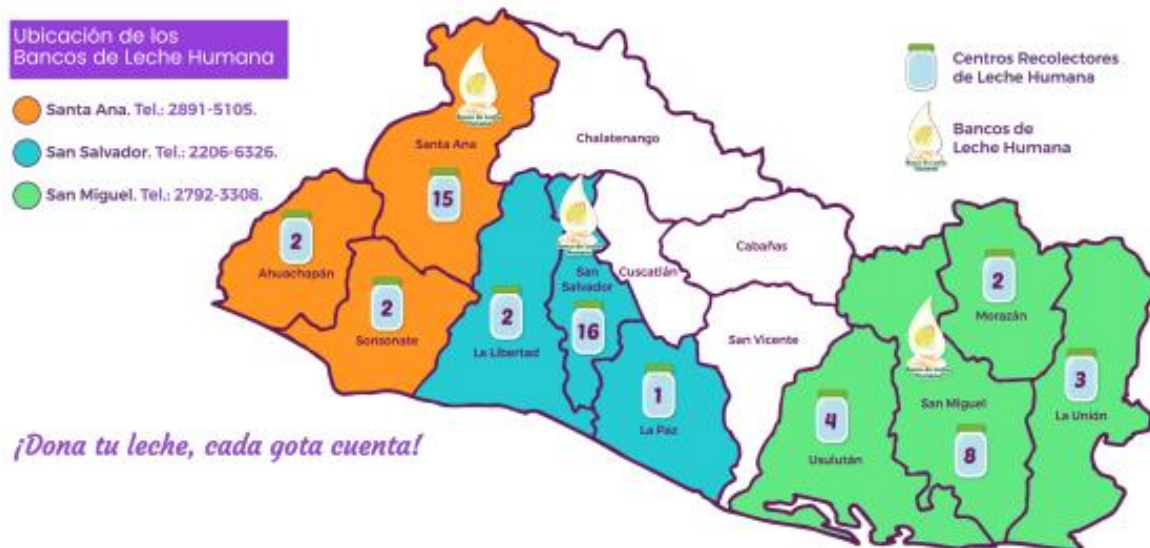 Ubicación de los
Bancos de Leche Humana
Santa Ana. Tel.: 2891-5105.
San Salvador. Tel.: 2206-6326.
San Miguel. Tel.: 2792-3308.
Centros Recolectores
de Leche Humana
Bancos de
Leche Humana
Chalatenango
Santa Ana
15
2
Ahuachapán
2
Sonsonate
2
La Libertad
San
Salvador
16
Cuscatlán
Cabañas
San Vicente
1
La Paz
2
Morazán
San Miguel
8
3
La Unión
4
Usulután
¡Dona tu leche, cada gota cuenta!